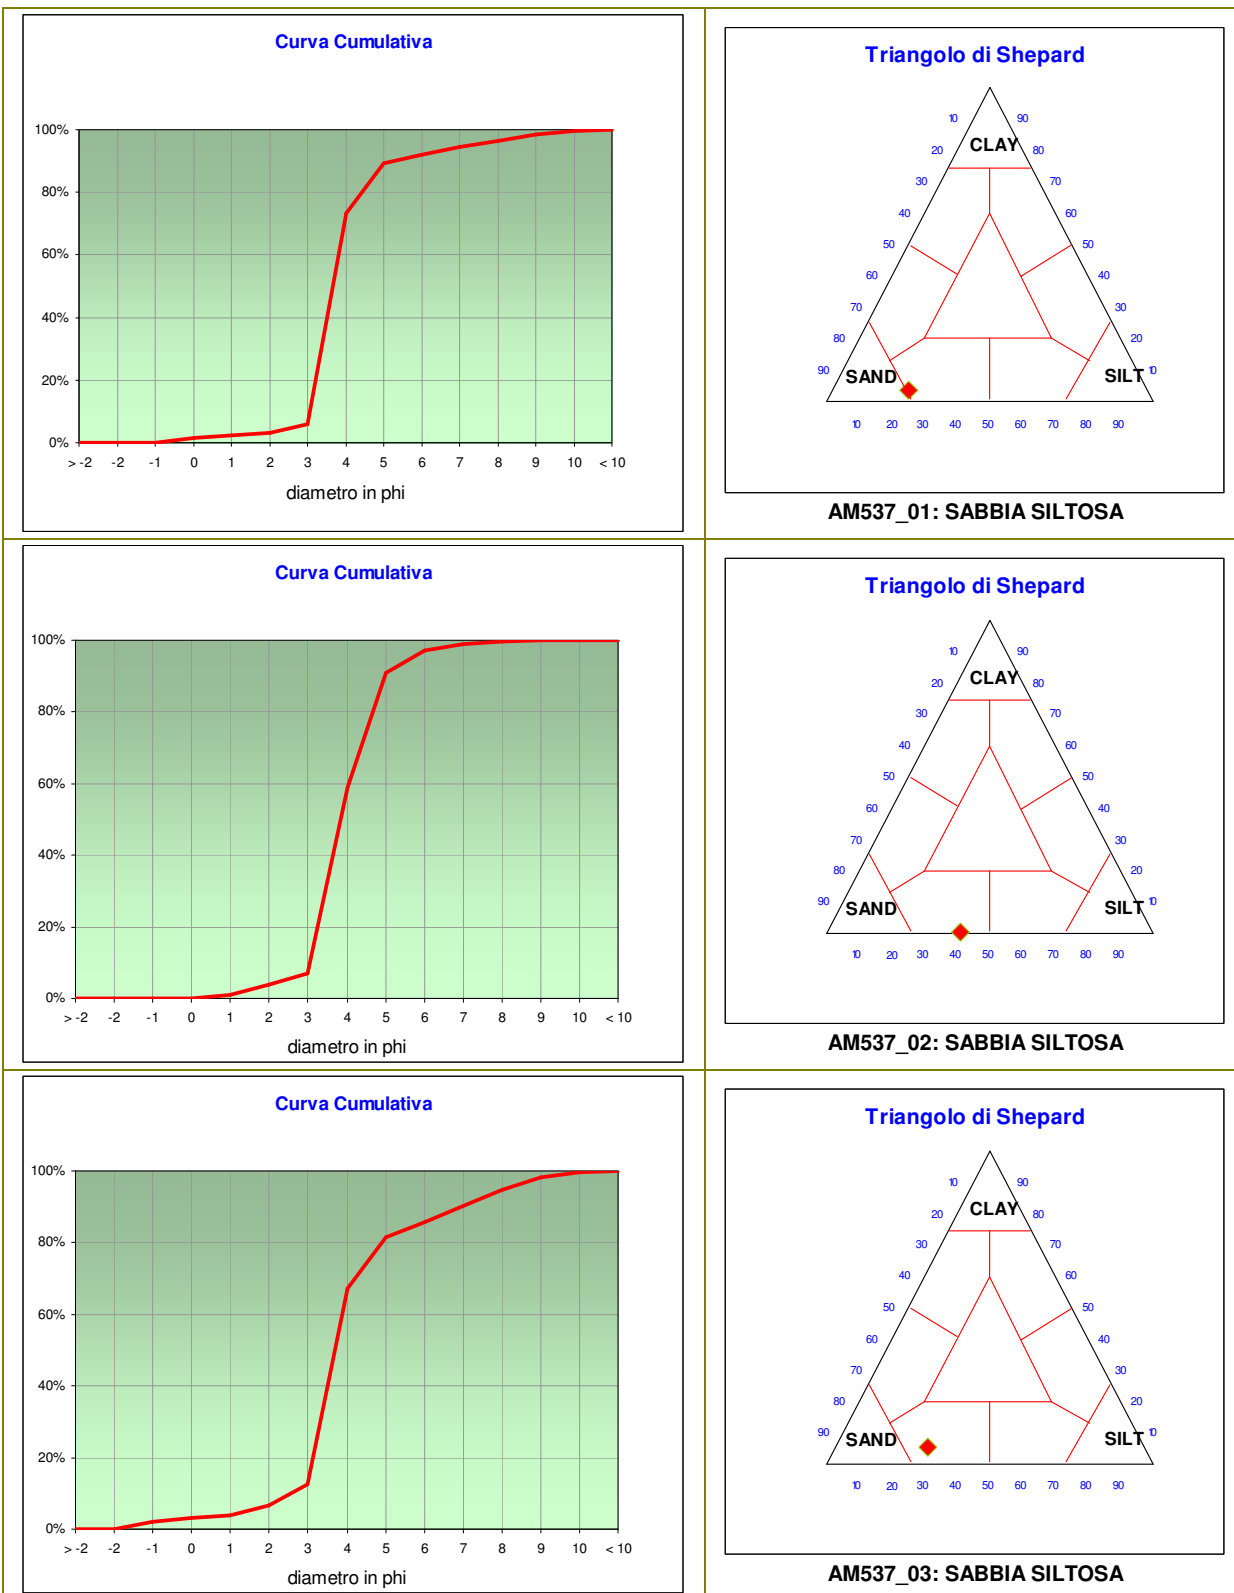 Curva Cumulativa
100%
80%
60%
40%
20%
0%
> -2 -2 -1 0 1 2 3 4 5 6 7 8 9 10 < 10
diametro in phi
Triangolo di Shepard
10 90
CLAY
20 80
30 70
40 60
50 50
60 40
70 30
80 20
90 SAND SILT 10
10 20 30 40 50 60 70 80 90
AM537_01: SABBIA SILTOSA
Curva Cumulativa
100%
80%
60%
40%
20%
0%
> -2 -2 -1 0 1 2 3 4 5 6 7 8 9 10 < 10
diametro in phi
Triangolo di Shepard
10 90
CLAY
20 80
30 70
40 60
50 50
60 40
70 30
80 20
90 SAND SILT 10
10 20 30 40 50 60 70 80 90
AM537_02: SABBIA SILTOSA
Curva Cumulativa
100%
80%
60%
40%
20%
0%
> -2 -2 -1 0 1 2 3 4 5 6 7 8 9 10 < 10
diametro in phi
Triangolo di Shepard
10 90
CLAY
20 80
30 70
40 60
50 50
60 40
70 30
80 20
90 SAND SILT 10
10 20 30 40 50 60 70 80 90
AM537_03: SABBIA SILTOSA